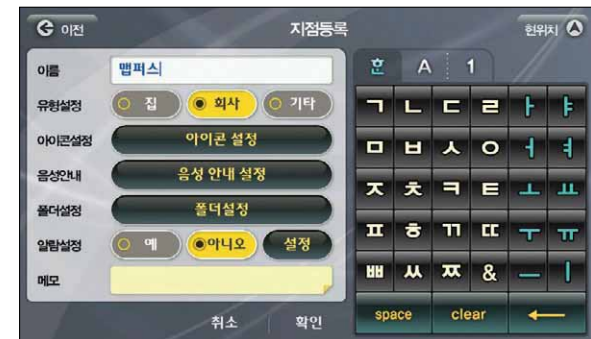 이전 지점등록 현위치
이름 맵퍼스
유형설정 집 회사 기타
아이콘설정 아이콘 설정
음성안내 음성 안내 설정
폴더설정 폴더설정
알람설정 예 아니오 설정
메모
취소 확인
ᄒᆞᆫ A 1
ㄱ ㄴ ㄷ ㄹ ㅏ ㅑ
ㅁ ㅂ ㅅ ㅇ ㅓ ㅕ
ㅈ ㅊ ㅋ ㅌ ㅗ ㅛ
ㅍ ㅎ ㄲ ㄸ ㅜ ㅠ
ㅃ ㅆ ㅉ & ㅡ ㅣ
space clear ←